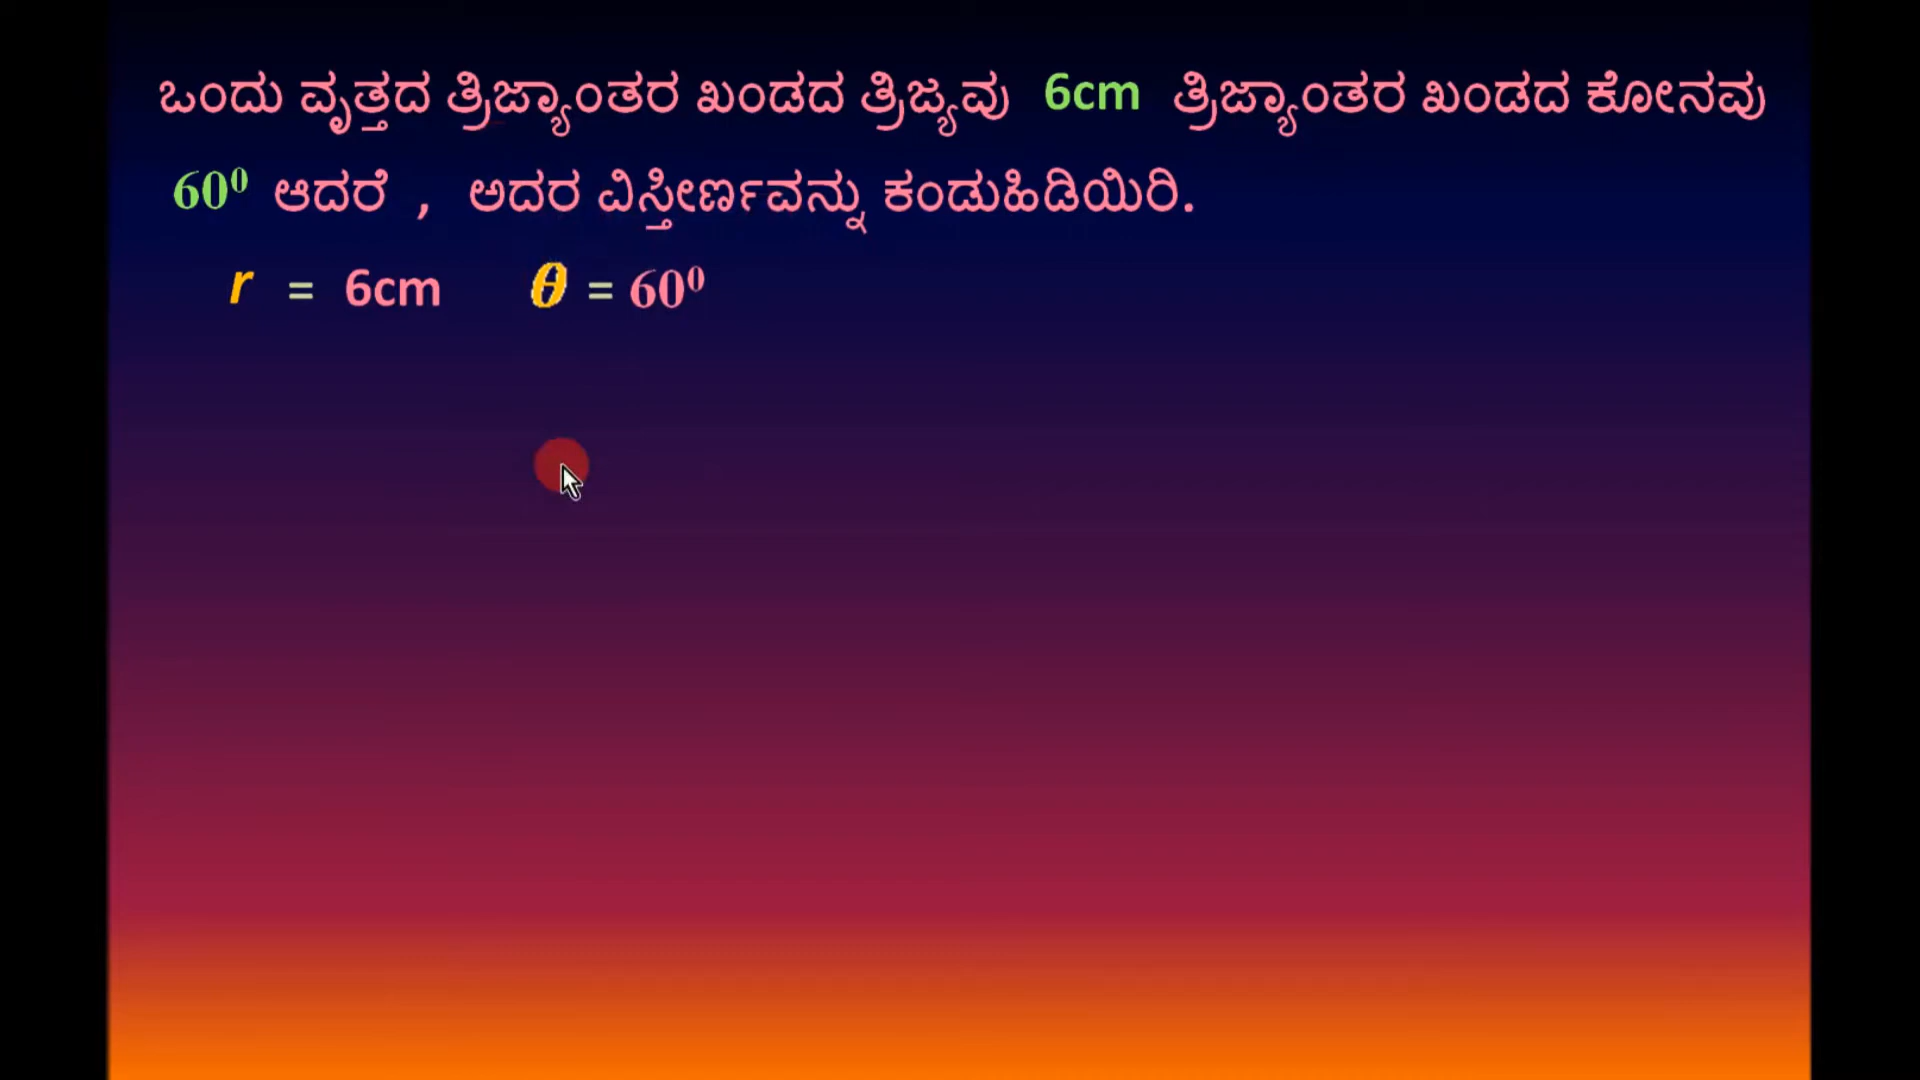 ಒಂದು ವೃತ್ತದ ತ್ರಿಜ್ಯಾಂತರ ಖಂಡದ ತ್ರಿಜ್ಯವು 6cm ತ್ರಿಜ್ಯಾಂತರ ಖಂಡದ ಕೋನವು
60⁰ ಆದರೆ , ಅದರ ವಿಸ್ತೀರ್ಣವನ್ನು ಕಂಡುಹಿಡಿಯಿರಿ.
r = 6cm θ = 60⁰